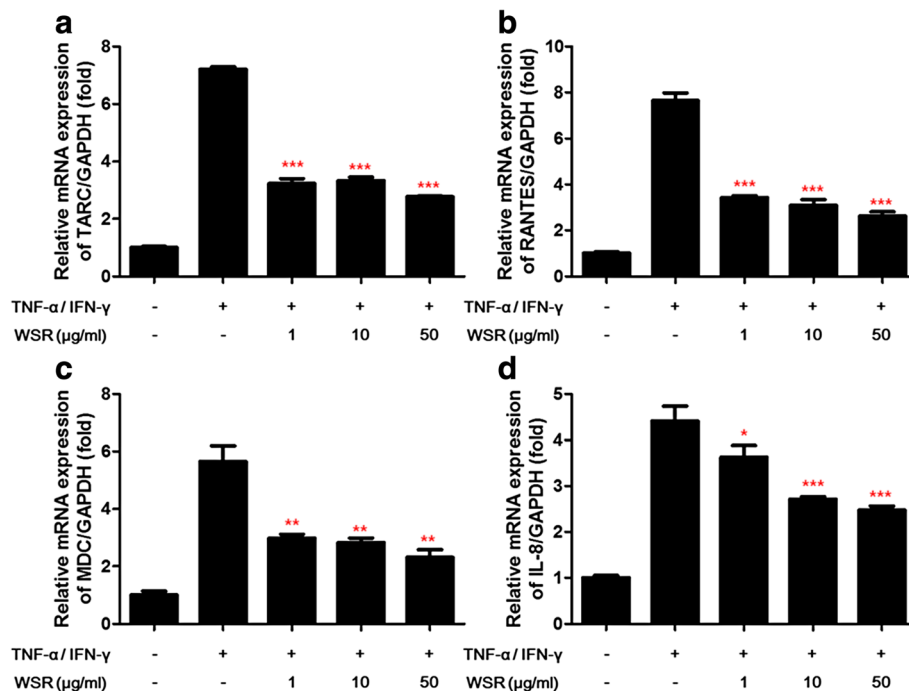 a
Relative mRNA expression
of TARC/GAPDH (fold)
8
6
4
2
0
***
***
***
TNF-α / IFN-γ - + + + +
WSR (µg/ml) - - 1 10 50
b
Relative mRNA expression
of RANTES/GAPDH (fold)
10
8
6
4
2
0
***
***
***
TNF-α / IFN-γ - + + + +
WSR (µg/ml) - - 1 10 50
c
Relative mRNA expression
of MDC/GAPDH (fold)
8
6
4
2
0
**
**
**
TNF-α / IFN-γ - + + + +
WSR (µg/ml) - - 1 10 50
d
Relative mRNA expression
of IL-8/GAPDH (fold)
5
4
3
2
1
0
*
***
***
TNF-α / IFN-γ - + + + +
WSR (µg/ml) - - 1 10 50